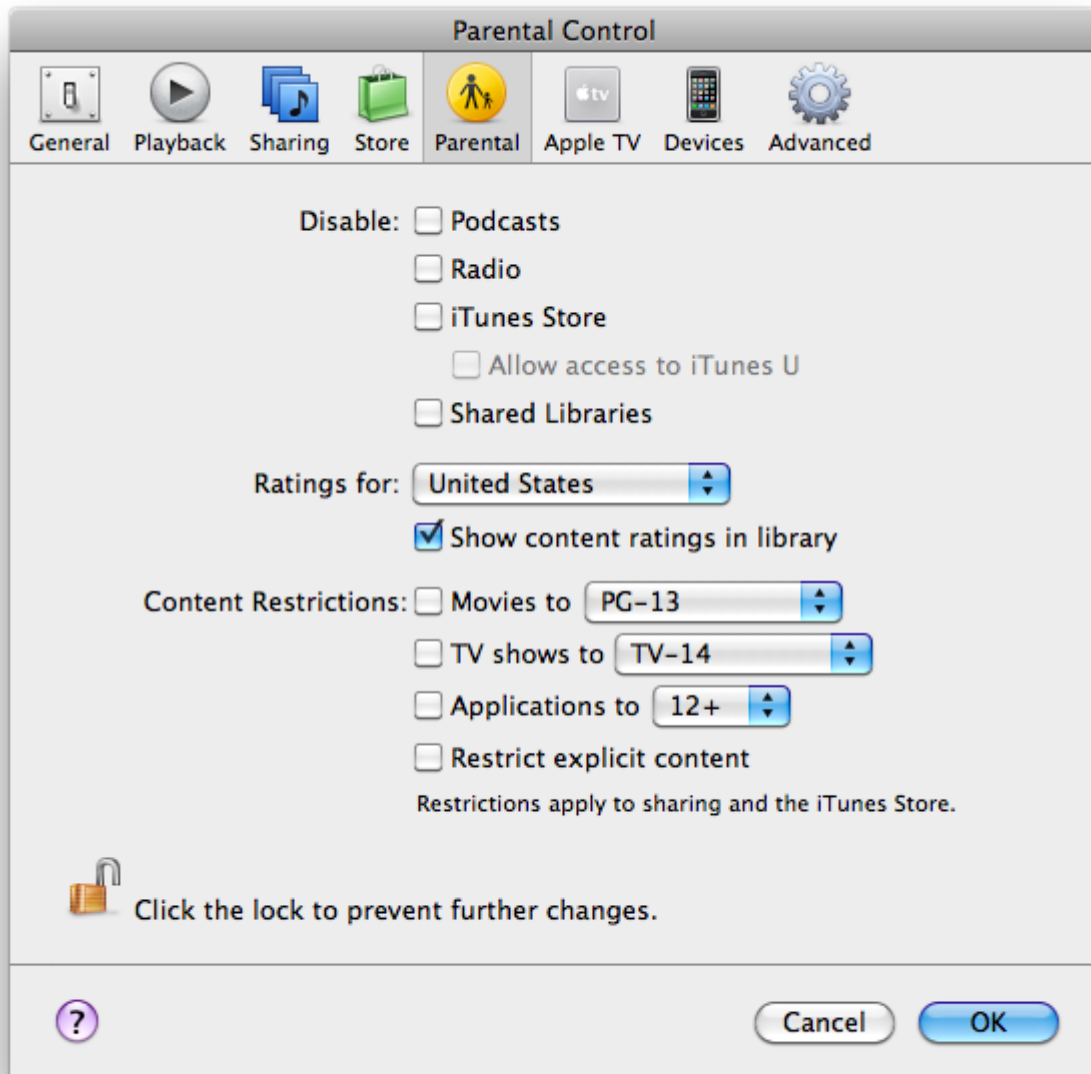 Parental Control
General Playback Sharing Store Parental Apple TV Devices Advanced
Disable: Podcasts
Radio
iTunes Store
Allow access to iTunes U
Shared Libraries
Ratings for: United States
Show content ratings in library
Content Restrictions: Movies to PG-13
TV shows to TV-14
Applications to 12+
Restrict explicit content
Restrictions apply to sharing and the iTunes Store.
Click the lock to prevent further changes.
? Cancel OK